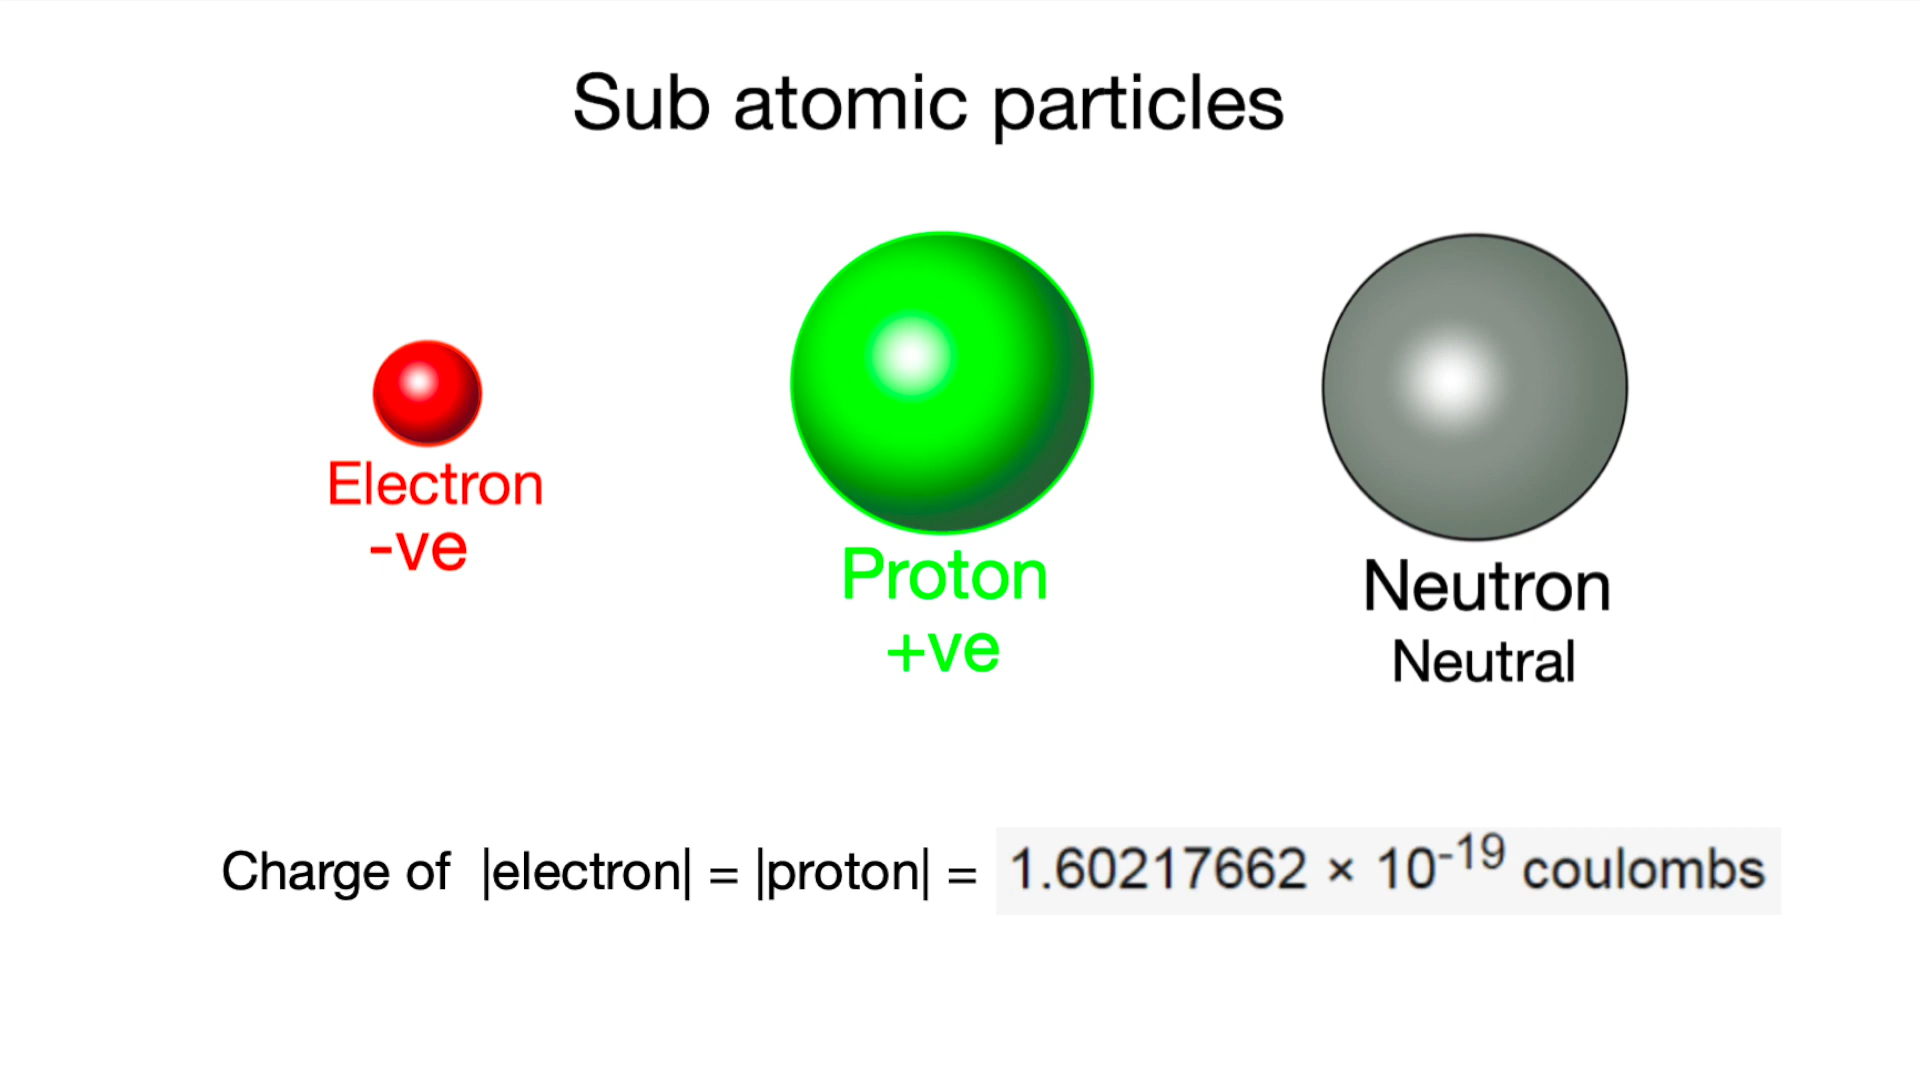 Sub atomic particles
Electron
-ve
Proton
+ve
Neutron
Neutral
Charge of |electron| = |proton| = 1.60217662 × 10⁻¹⁹ coulombs